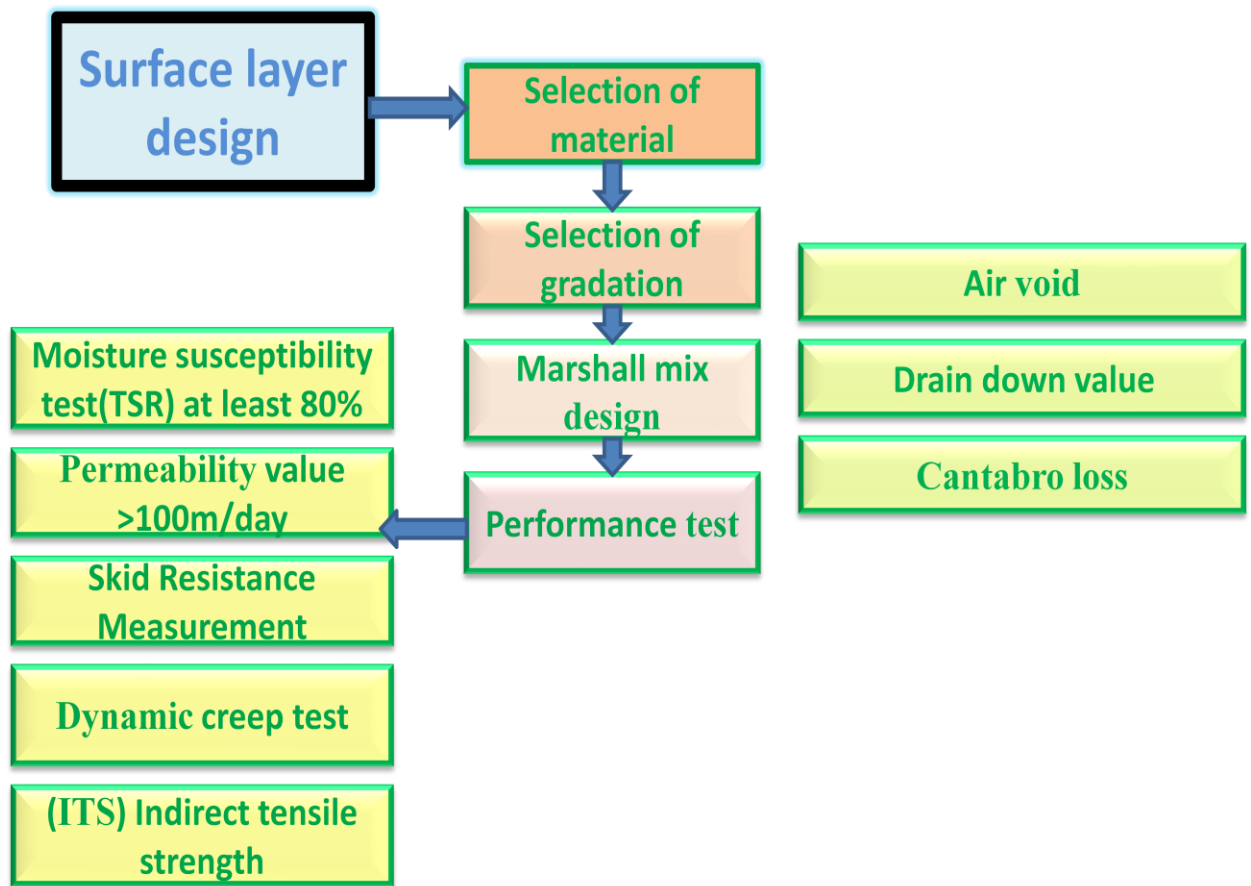 Surface layer
design
Selection of
material
Selection of
gradation
Marshall mix
design
Performance test
Air void
Drain down value
Cantabro loss
Moisture susceptibility
test(TSR) at least 80%
Permeability value
>100m/day
Skid Resistance
Measurement
Dynamic creep test
(ITS) Indirect tensile
strength